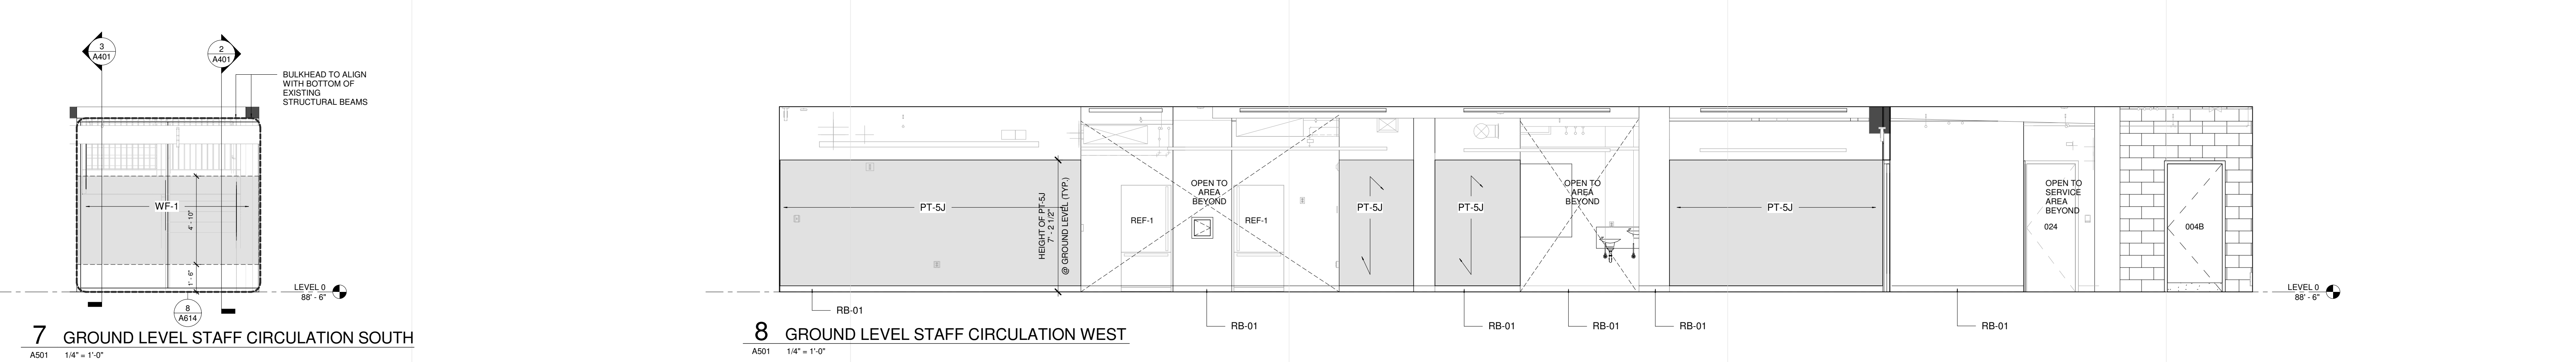 3
A401
2
A401
BULKHEAD TO ALIGN
WITH BOTTOM OF
EXISTING
STRUCTURAL BEAMS
WF-1
4' - 10"
1' - 6"
LEVEL 0
88' - 6"
8
A614
7 GROUND LEVEL STAFF CIRCULATION SOUTH
A501 1/4" = 1'-0"
PT-5J
HEIGHT OF PT-5J
7' - 2 1/2"
@ GROUND LEVEL (TYP.)
REF-1
OPEN TO
AREA
BEYOND
REF-1
PT-5J
PT-5J
OPEN TO
AREA
BEYOND
PT-5J
OPEN TO
SERVICE
AREA
BEYOND
024
004B
LEVEL 0
88' - 6"
RB-01
RB-01
RB-01
RB-01
RB-01
RB-01
8 GROUND LEVEL STAFF CIRCULATION WEST
A501 1/4" = 1'-0"